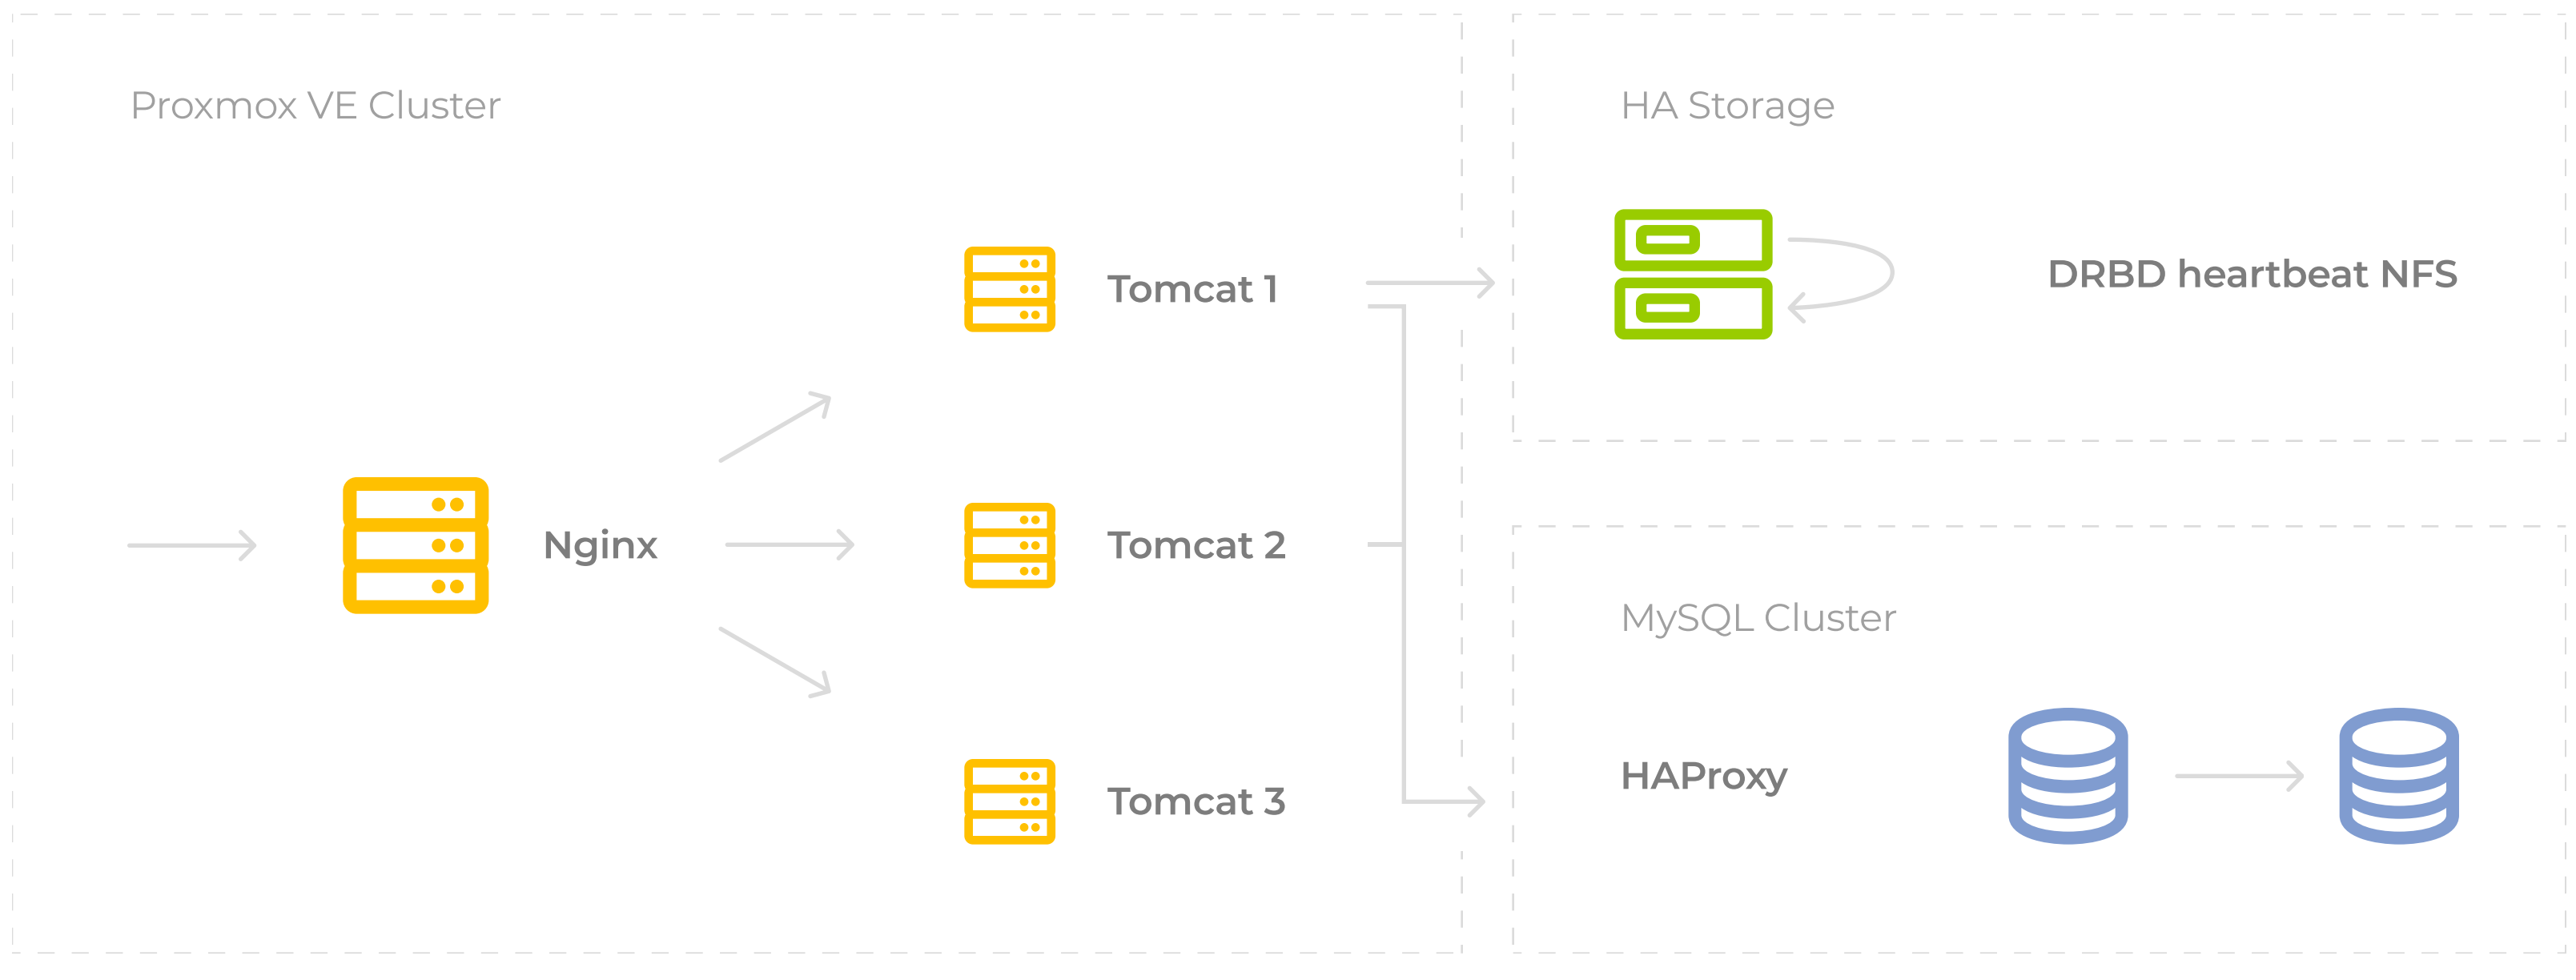 Proxmox VE Cluster
Nginx
Tomcat 1
Tomcat 2
Tomcat 3
HA Storage
DRBD heartbeat NFS
MySQL Cluster
HAProxy